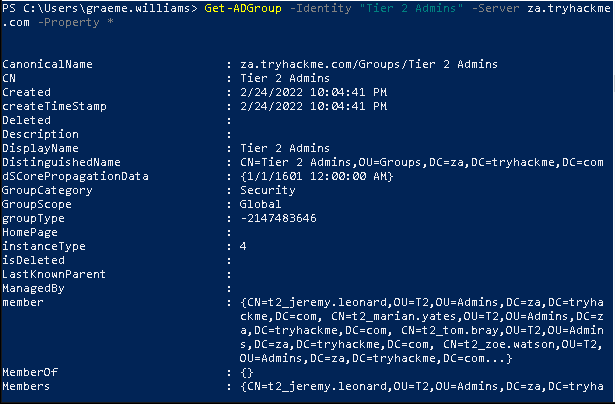 PS C:\Users\graeme.williams> Get-ADGroup -Identity "Tier 2 Admins" -Server za.tryhackme
.com -Property *
CanonicalName : za.tryhackme.com/Groups/Tier 2 Admins
CN : Tier 2 Admins
Created : 2/24/2022 10:04:41 PM
createTimeStamp : 2/24/2022 10:04:41 PM
Deleted :
Description :
DisplayName : Tier 2 Admins
DistinguishedName : CN=Tier 2 Admins,OU=Groups,DC=za,DC=tryhackme,DC=com
dSCorePropagationData : {1/1/1601 12:00:00 AM}
GroupCategory : Security
GroupScope : Global
groupType : -2147483646
HomePage :
instanceType : 4
isDeleted :
LastKnownParent :
ManagedBy :
member : {CN=t2_jeremy.leonard,OU=T2,OU=Admins,DC=za,DC=tryha
ckme,DC=com, CN=t2_marian.yates,OU=T2,OU=Admins,DC=z
a,DC=tryhackme,DC=com, CN=t2_tom.bray,OU=T2,OU=Admin
s,DC=za,DC=tryhackme,DC=com, CN=t2_zoe.watson,OU=T2,
OU=Admins,DC=za,DC=tryhackme,DC=com...}
MemberOf : {}
Members : {CN=t2_jeremy.leonard,OU=T2,OU=Admins,DC=za,DC=tryha